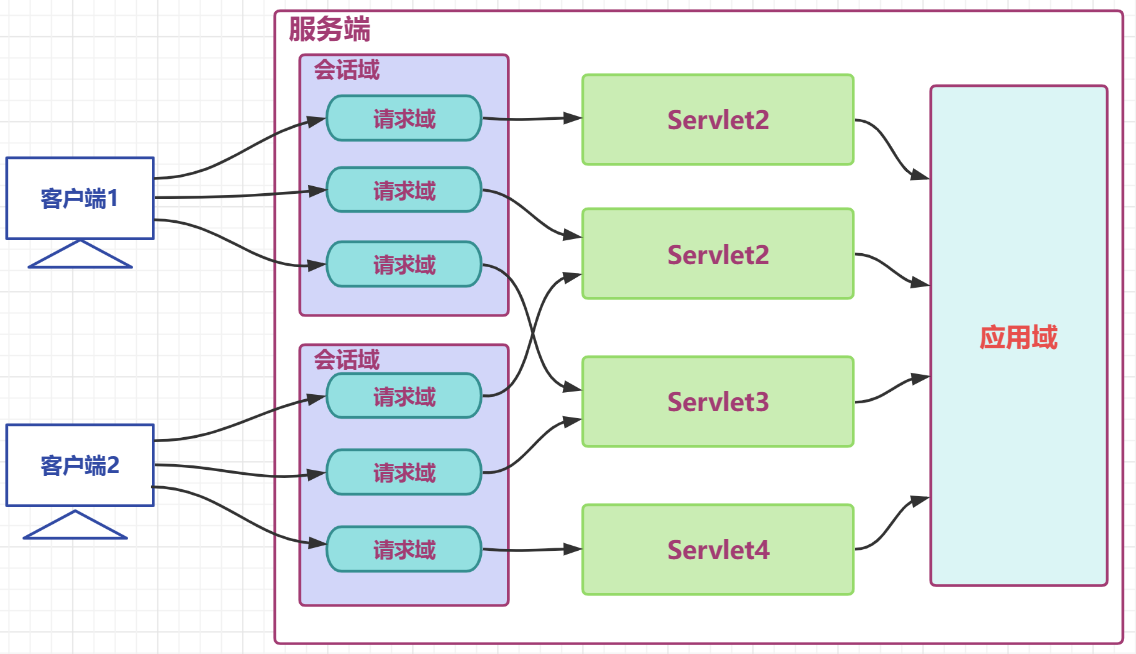 服务端
会话域
请求域
请求域
请求域
客户端1
会话域
请求域
请求域
请求域
客户端2
Servlet2
Servlet2
Servlet3
Servlet4
应用域